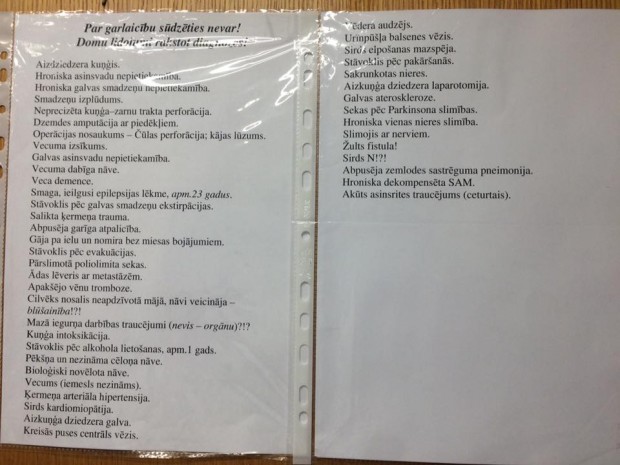 Par garlaicību sūdzēties nevar!
Domu lidojumi rakstot diagnozes:
Aizdziedzera kuņģis.
Hroniska asinsvadu nepietiekamība.
Hroniska galvas smadzeņu nepietiekamība.
Smadzeņu izplūdums.
Neprecizēta kuņģa–zarnu trakta perforācija.
Dzemdes amputācija ar piedēkļiem.
Operācijas nosaukums – Čūlas perforācija; kājas lūzums.
Vecuma izsīkums.
Galvas asinsvadu nepietiekamība.
Vecuma dabīga nāve.
Veca demence.
Smaga, ieilgusi epilepsijas lēkme, apm.23 gadus.
Stāvoklis pēc galvas smadzeņu ekstirpācijas.
Salikta ķermeņa trauma.
Abpusēja garīga atpalicība.
Gāja pa ielu un nomira bez miesas bojājumiem.
Stāvoklis pēc evakuācijas.
Pārslimotā poliolimita sekas.
Ādas lēveris ar metastāzēm.
Apakšējo vēnu tromboze.
Cilvēks nosalis neapdzīvotā mājā, nāvi veicināja –
blūšainība!?!
Mazā iegurņa darbības traucējumi (nevis – orgānu)?!?
Kuņģa intoksikācija.
Stāvoklis pēc alkohola lietošanas, apm.1 gads.
Pēkšņa un nezināma cēloņa nāve.
Bioloģiski novēlota nāve.
Vecums (iemesls nezināms).
Ķermeņa arteriāla hipertensija.
Sirds kardiomiopātija.
Aizkuņģa dziedzera galva.
Kreisās puses centrāls vēzis.
Vēdera audzējs.
Urīnpūšļa balsenes vēzis.
Sirds elpošanas mazspēja.
Stāvoklis pēc pakāršanās.
Sakrunkotas nieres.
Aizkuņģa dziedzera laparotomija.
Galvas ateroskleroze.
Sekas pēc Parkinsona slimības.
Hroniska vienas nieres slimība.
Slimojis ar nerviem.
Žults fistula!
Sirds N!?!
Abpusēja zemlodes sastrēguma pneimonija.
Hroniska dekompensēta SAM.
Akūts asinsrites traucējums (ceturtais).